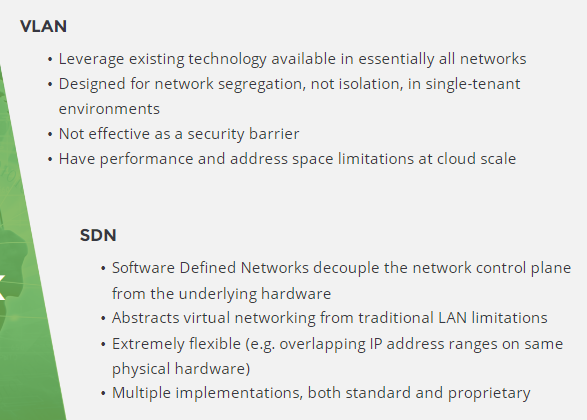 VLAN
• Leverage existing technology available in essentially all networks
• Designed for network segregation, not isolation, in single-tenant
environments
• Not effective as a security barrier
• Have performance and address space limitations at cloud scale
SDN
• Software Defined Networks decouple the network control plane
from the underlying hardware
• Abstracts virtual networking from traditional LAN limitations
• Extremely flexible (e.g. overlapping IP address ranges on same
physical hardware)
• Multiple implementations, both standard and proprietary